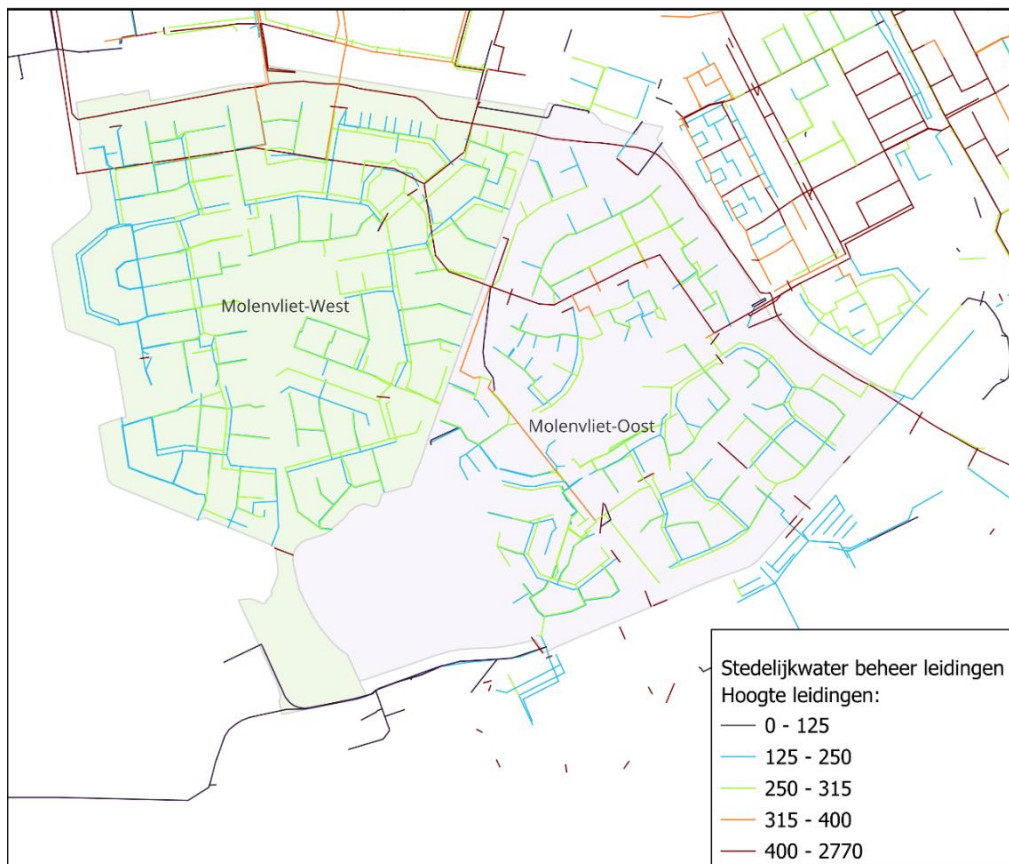 Molenvliet-West
Molenvliet-Oost
Stedelijkwater beheer leidingen
Hoogte leidingen:
0 - 125
125 - 250
250 - 315
315 - 400
400 - 2770